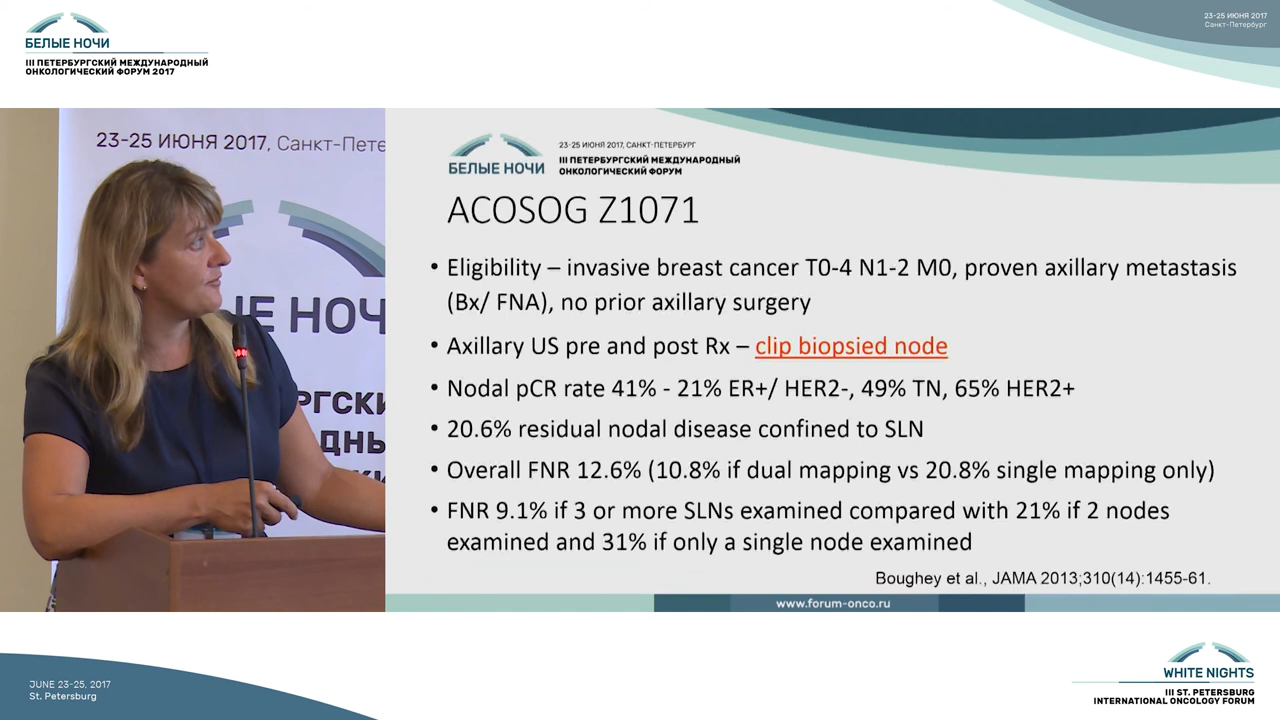 БЕЛЫЕ НОЧИ
III ПЕТЕРБУРГСКИЙ МЕЖДУНАРОДНЫЙ
ОНКОЛОГИЧЕСКИЙ ФОРУМ 2017
23-25 ИЮНЯ 2017
Санкт-Петербург
23-25 ИЮНЯ 2017, Санкт-Пете
ЫЕ НОЧ
РГСКИ
ДНЫ
23-25 ИЮНЯ 2017, САНКТ-ПЕТЕРБУРГ
БЕЛЫЕ НОЧИ
III ПЕТЕРБУРГСКИЙ МЕЖДУНАРОДНЫЙ
ОНКОЛОГИЧЕСКИЙ ФОРУМ
ACOSOG Z1071
• Eligibility – invasive breast cancer T0-4 N1-2 M0, proven axillary metastasis
(Bx/ FNA), no prior axillary surgery
• Axillary US pre and post Rx – clip biopsied node
• Nodal pCR rate 41% - 21% ER+/ HER2-, 49% TN, 65% HER2+
• 20.6% residual nodal disease confined to SLN
• Overall FNR 12.6% (10.8% if dual mapping vs 20.8% single mapping only)
• FNR 9.1% if 3 or more SLNs examined compared with 21% if 2 nodes
examined and 31% if only a single node examined
Boughey et al., JAMA 2013;310(14):1455-61.
www.forum-onco.ru
JUNE 23-25, 2017
St. Petersburg
WHITE NIGHTS
III ST. PETERSBURG
INTERNATIONAL ONCOLOGY FORUM